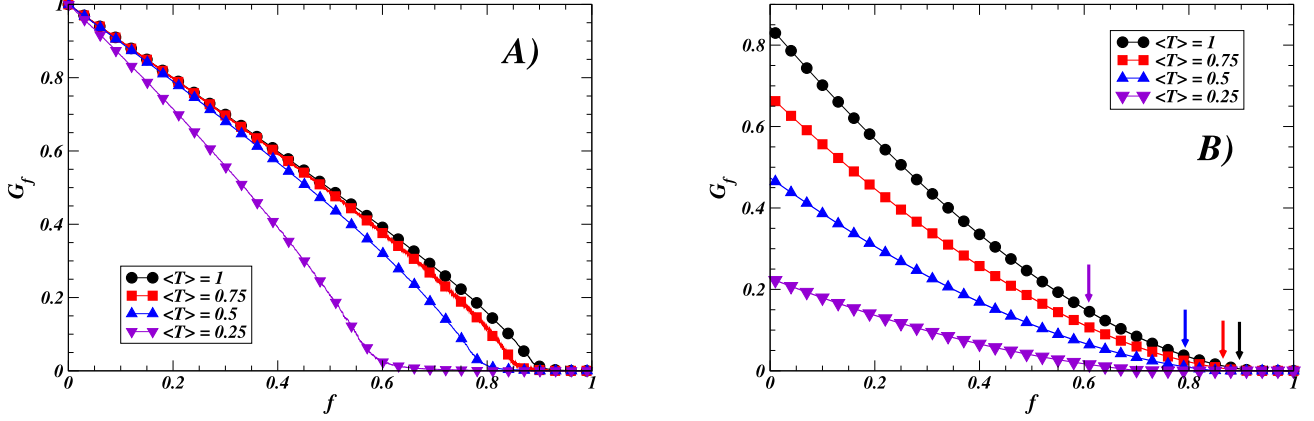 A)
1
0.8
0.6
0.4
0.2
0
G_f
<T> = 1
<T> = 0.75
<T> = 0.5
<T> = 0.25
0 0.2 0.4 0.6 0.8 1
f
B)
0.8
0.6
0.4
0.2
0
G_f
<T> = 1
<T> = 0.75
<T> = 0.5
<T> = 0.25
0 0.2 0.4 0.6 0.8 1
f